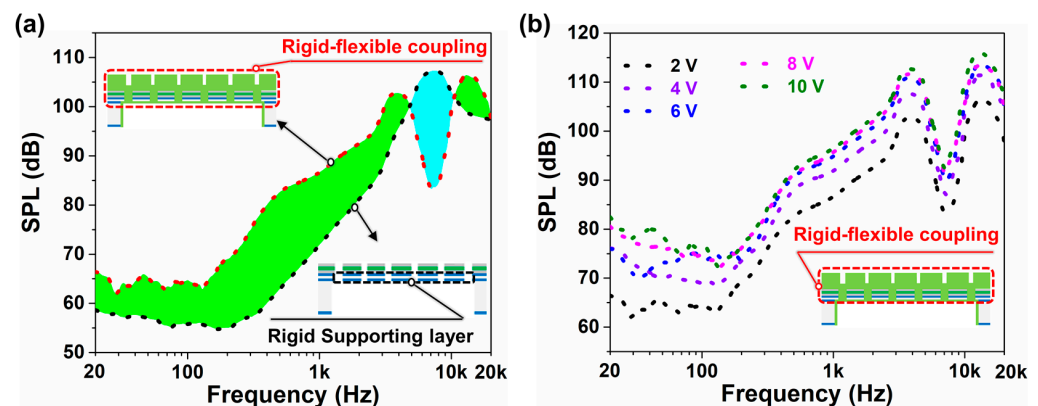 (a)
Rigid-flexible coupling
Rigid Supporting layer
SPL (dB)
110
100
90
80
70
60
50
20
100
1k
10k
20k
Frequency (Hz)
(b)
2 V
4 V
6 V
8 V
10 V
Rigid-flexible coupling
SPL (dB)
120
110
100
90
80
70
60
20
100
1k
10k
20k
Frequency (Hz)